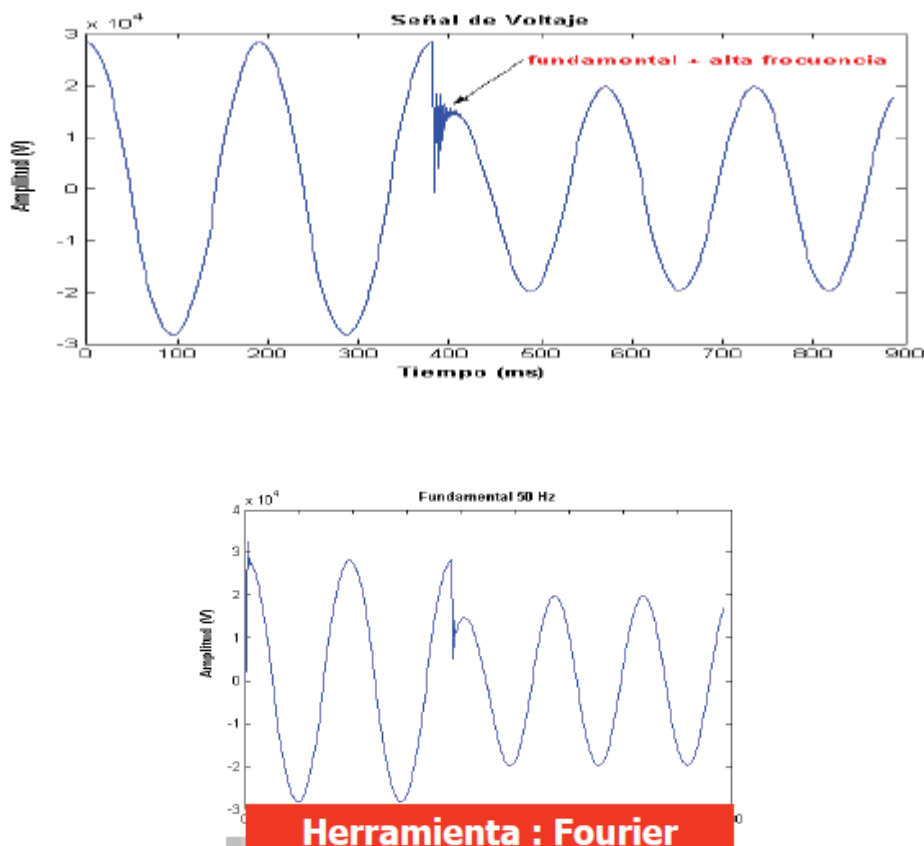 Señal de Voltaje
× 10⁴
3
fundamental + alta frecuencia
2
1
0
-1
-2
-3
Amplitud (V)
0 100 200 300 400 500 600 700 800 900
Tiempo (ms)
Fundamental 50 Hz
× 10⁴
4
3
2
1
0
-1
-2
-3
Amplitud (V)
Herramienta : Fourier